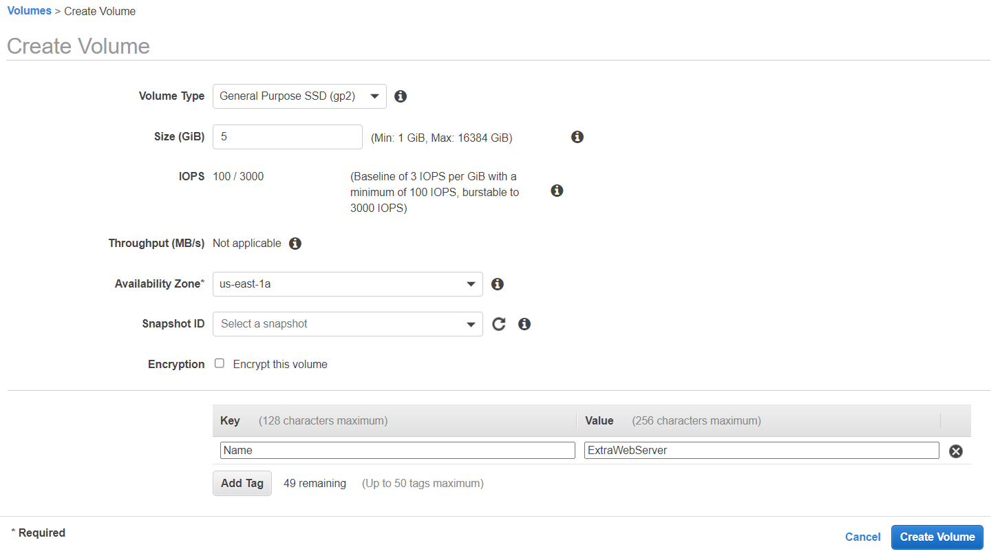 Volumes > Create Volume
Create Volume
Volume Type General Purpose SSD (gp2)
Size (GiB) 5 (Min: 1 GiB, Max: 16384 GiB)
IOPS 100 / 3000 (Baseline of 3 IOPS per GiB with a
minimum of 100 IOPS, burstable to
3000 IOPS)
Throughput (MB/s) Not applicable
Availability Zone* us-east-1a
Snapshot ID Select a snapshot
Encryption Encrypt this volume
Key (128 characters maximum) Value (256 characters maximum)
Name ExtraWebServer
Add Tag 49 remaining (Up to 50 tags maximum)
* Required
Cancel Create Volume